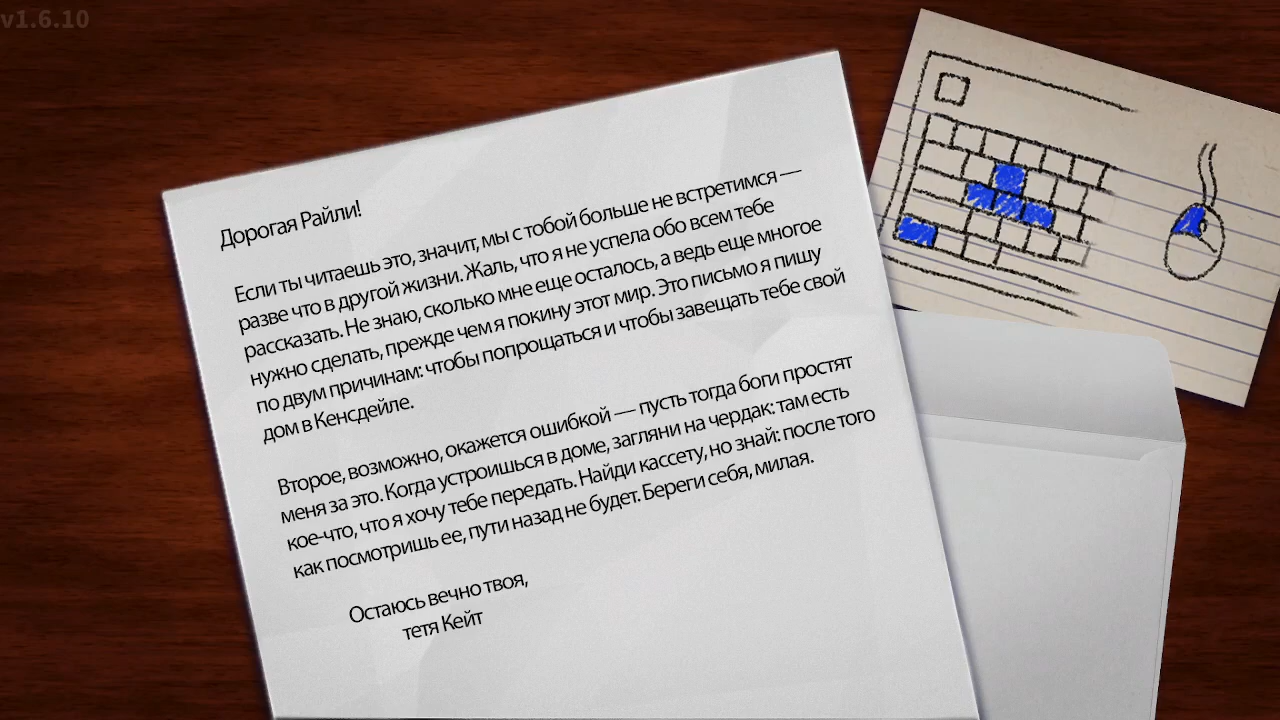 v1.6.10
Дорогая Райли!
Если ты читаешь это, значит, мы с тобой больше не встретимся —
разве что в другой жизни. Жаль, что я не успела обо всем тебе
рассказать. Не знаю, сколько мне еще осталось, а ведь еще многое
нужно сделать, прежде чем я покину этот мир. Это письмо я пишу
по двум причинам: чтобы попрощаться и чтобы завещать тебе свой
дом в Кенсдейле.
Второе, возможно, окажется ошибкой — пусть тогда боги простят
меня за это. Когда устроишься в доме, загляни на чердак: там есть
кое-что, что я хочу тебе передать. Найди кассету, но знай: после того
как посмотришь ее, пути назад не будет. Береги себя, милая.
Остаюсь вечно твоя,
тетя Кейт